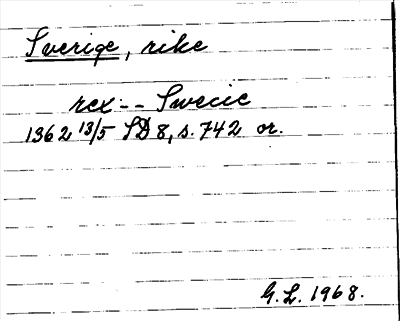 Sverige, rike
rex -- Swecie
1362 13/5 SD 8, s. 742 or.
G. L. 1968.